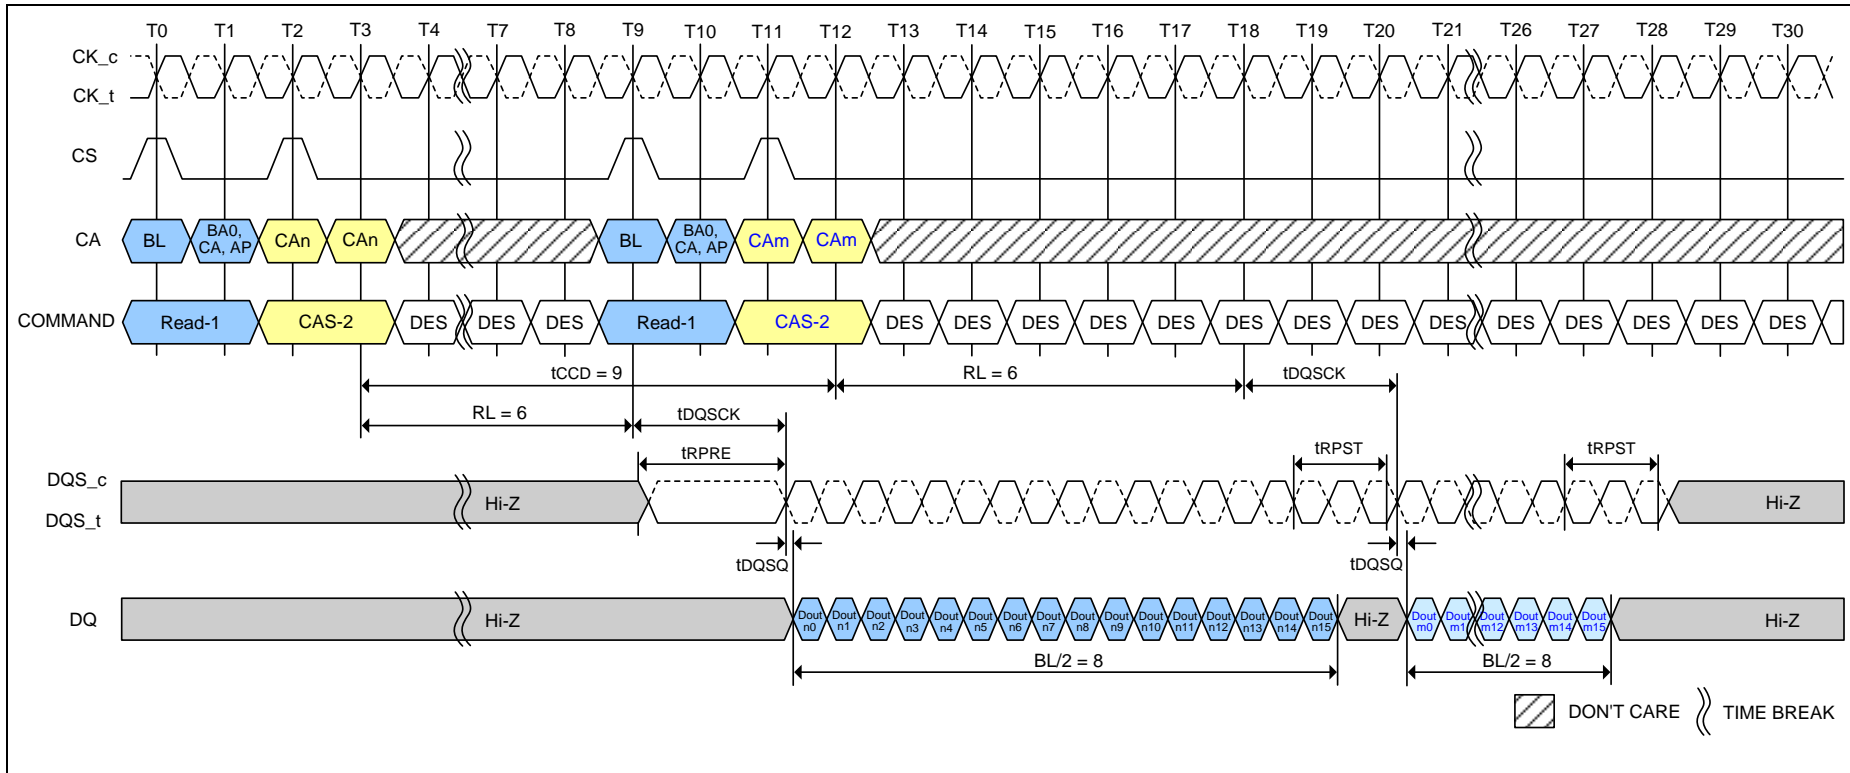 T0 T1 T2 T3 T4 T7 T8 T9 T10 T11 T12 T13 T14 T15 T16 T17 T18 T19 T20 T21 T26 T27 T28 T29 T30
CK_c
CK_t
CS
CA BL BA0, CA, AP CAn CAn BL BA0, CA, AP CAm CAm
COMMAND Read-1 CAS-2 DES DES DES Read-1 CAS-2 DES DES DES DES DES DES DES DES DES DES DES DES DES DES
tCCD = 9 RL = 6 tDQSCK
RL = 6 tDQSCK
tRPRE tRPST tRPST
DQS_c
Hi-Z Hi-Z
DQS_t
tDQSQ tDQSQ
DQ Hi-Z Dout n0 Dout n1 Dout n2 Dout n3 Dout n4 Dout n5 Dout n6 Dout n7 Dout n8 Dout n9 Dout n10 Dout n11 Dout n12 Dout n13 Dout n14 Dout n15 Hi-Z Dout m0 Dout m1 Dout m12 Dout m13 Dout m14 Dout m15 Hi-Z
BL/2 = 8 BL/2 = 8
DON'T CARE TIME BREAK